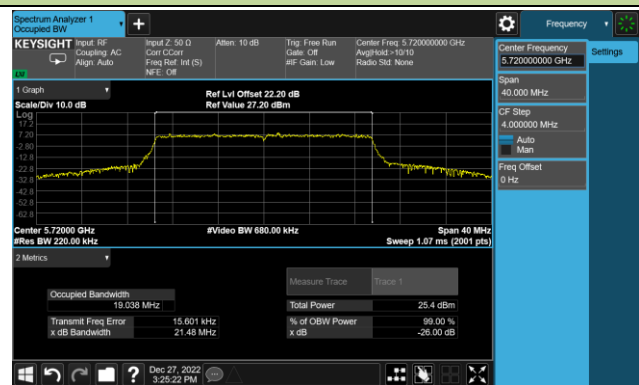 Spectrum Analyzer 1
Occupied BW
+
Frequency
KEYSIGHT
Input: RF
Coupling: AC
Align: Auto
Input Z: 50 Ω
Corr CCorr
Freq Ref: Int (S)
NFE: Off
Atten: 10 dB
Trig: Free Run
Gate: Off
#IF Gain: Low
Center Freq: 5.720000000 GHz
Avg|Hold:>10/10
Radio Std: None
Center Frequency
5.720000000 GHz
Settings
Span
40.000 MHz
CF Step
4.000000 MHz
Auto
Man
Freq Offset
0 Hz
1 Graph
Scale/Div 10.0 dB
Ref Lvl Offset 22.20 dB
Ref Value 27.20 dBm
Log
17.2
7.20
-2.80
-12.8
-22.8
-32.8
-42.8
-52.8
-62.8
Center 5.72000 GHz
#Video BW 680.00 kHz
Span 40 MHz
#Res BW 220.00 kHz
Sweep 1.07 ms (2001 pts)
2 Metrics
Measure Trace
Trace 1
Occupied Bandwidth
19.038 MHz
Total Power
25.4 dBm
Transmit Freq Error
15.601 kHz
% of OBW Power
99.00 %
x dB Bandwidth
21.48 MHz
x dB
-26.00 dB
?
Dec 27, 2022
3:25:22 PM